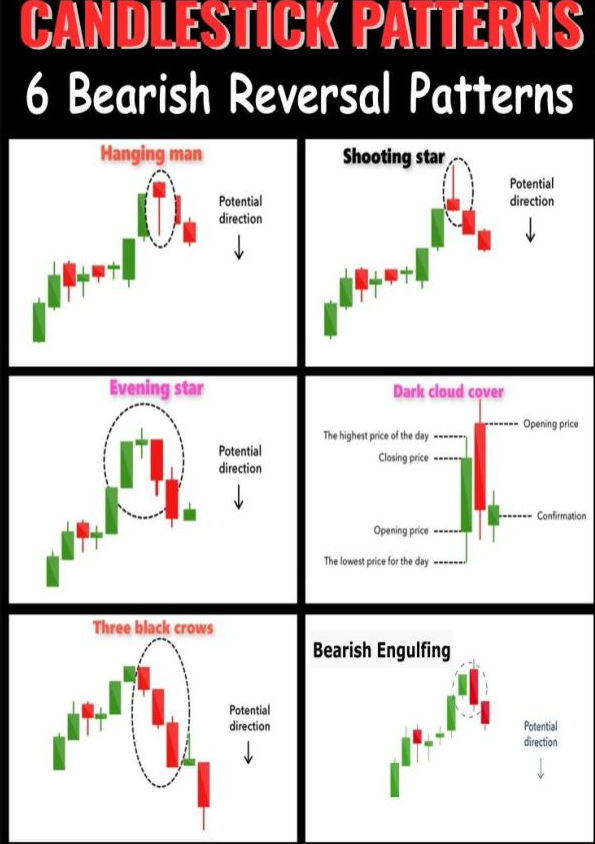 CANDLESTICK PATTERNS
6 Bearish Reversal Patterns
Hanging man
Potential
direction
Shooting star
Potential
direction
Evening star
Potential
direction
Dark cloud cover
The highest price of the day
Opening price
Closing price
Confirmation
Opening price
The lowest price for the day
Three black crows
Potential
direction
Bearish Engulfing
Potential
direction